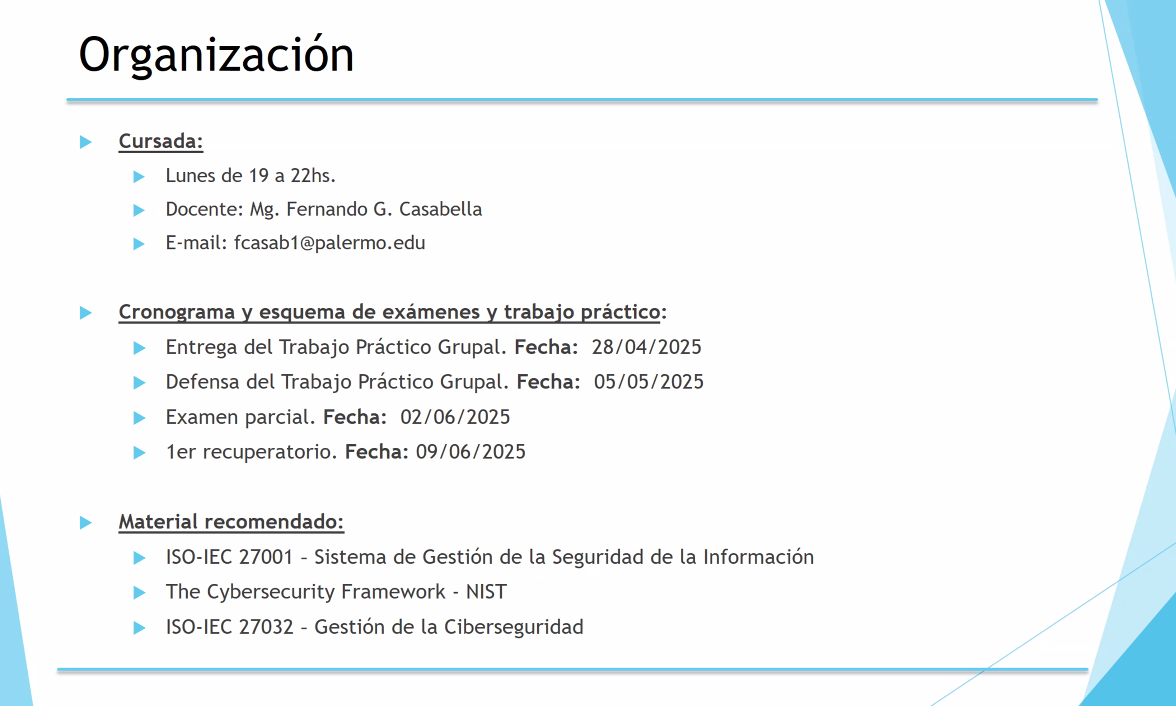 Organización
Cursada:
Lunes de 19 a 22hs.
Docente: Mg. Fernando G. Casabella
E-mail: fcasab1@palermo.edu
Cronograma y esquema de exámenes y trabajo práctico:
Entrega del Trabajo Práctico Grupal. Fecha: 28/04/2025
Defensa del Trabajo Práctico Grupal. Fecha: 05/05/2025
Examen parcial. Fecha: 02/06/2025
1er recuperatorio. Fecha: 09/06/2025
Material recomendado:
ISO-IEC 27001 – Sistema de Gestión de la Seguridad de la Información
The Cybersecurity Framework - NIST
ISO-IEC 27032 – Gestión de la Ciberseguridad